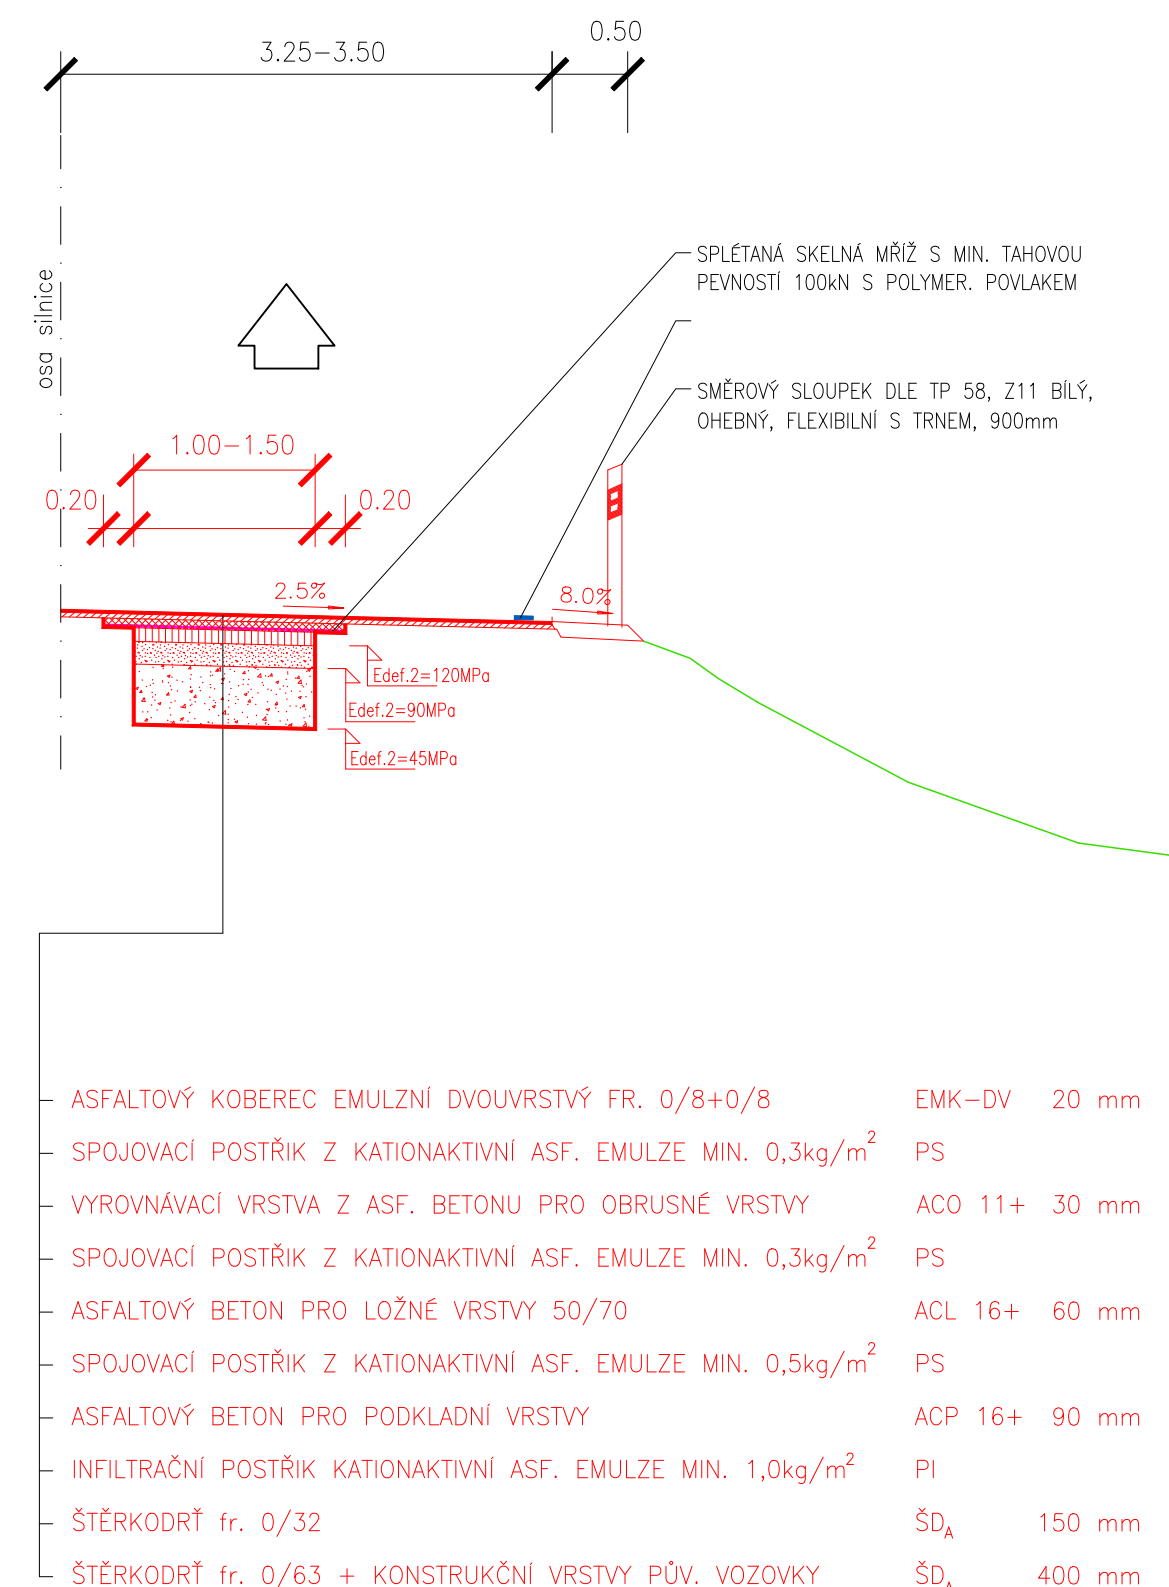 0.50
3.25-3.50
SPLÉTANÁ SKELNÁ MŘÍŽ S MIN. TAHOVOU
PEVNOSTÍ 100kN S POLYMER. POVLAKEM
osa silnice
SMĚROVÝ SLOUPEK DLE TP 58, Z11 BÍLÝ,
OHEBNÝ, FLEXIBILNÍ S TRNEM, 900mm
1.00-1.50
0.20 0.20
2.5% 8.0%
Edef.2=120MPa
Edef.2=90MPa
Edef.2=45MPa
ASFALTOVÝ KOBEREC EMULZNÍ DVOUVRSTVÝ FR. 0/8+0/8 EMK-DV 20 mm
SPOJOVACÍ POSTŘIK Z KATIONAKTIVNÍ ASF. EMULZE MIN. 0,3kg/m² PS
VYROVNÁVACÍ VRSTVA Z ASF. BETONU PRO OBRUSNÉ VRSTVY ACO 11+ 30 mm
SPOJOVACÍ POSTŘIK Z KATIONAKTIVNÍ ASF. EMULZE MIN. 0,3kg/m² PS
ASFALTOVÝ BETON PRO LOŽNÉ VRSTVY 50/70 ACL 16+ 60 mm
SPOJOVACÍ POSTŘIK Z KATIONAKTIVNÍ ASF. EMULZE MIN. 0,5kg/m² PS
ASFALTOVÝ BETON PRO PODKLADNÍ VRSTVY ACP 16+ 90 mm
INFILTRAČNÍ POSTŘIK KATIONAKTIVNÍ ASF. EMULZE MIN. 1,0kg/m² PI
ŠTĚRKODRŤ fr. 0/32 ŠDA 150 mm
ŠTĚRKODRŤ fr. 0/63 + KONSTRUKČNÍ VRSTVY PŮV. VOZOVKY ŠDA 400 mm